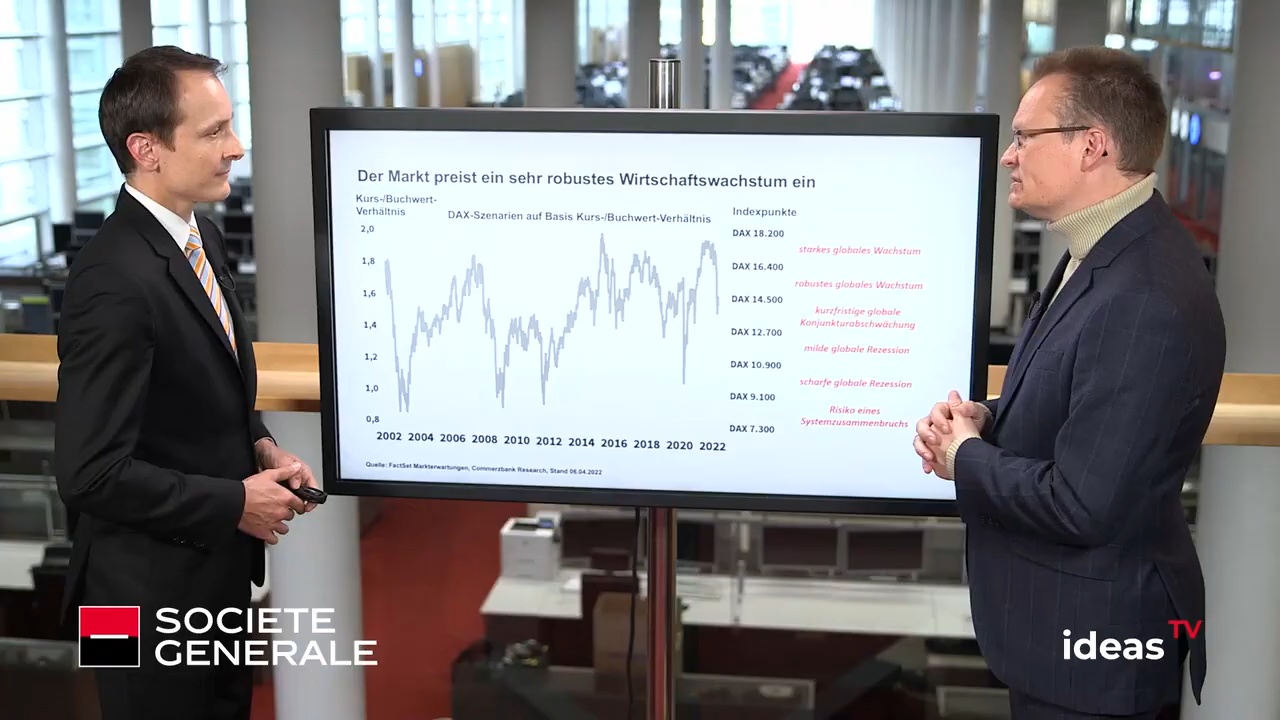 Der Markt preist ein sehr robustes Wirtschaftswachstum ein
Kurs-/Buchwert-
Verhältnis
DAX-Szenarien auf Basis Kurs-/Buchwert-Verhältnis
Indexpunkte
2,0
1,8
1,6
1,4
1,2
1,0
0,8
DAX 18.200
DAX 16.400
DAX 14.500
DAX 12.700
DAX 10.900
DAX 9.100
DAX 7.300
starkes globales Wachstum
robustes globales Wachstum
kurzfristige globale
Konjunkturabschwächung
milde globale Rezession
scharfe globale Rezession
Risiko eines
Systemzusammenbruchs
2002 2004 2006 2008 2010 2012 2014 2016 2018 2020 2022
Quelle: FactSet Markterwartungen, Commerzbank Research, Stand 06.04.2022
SOCIETE
GENERALE
ideas TV